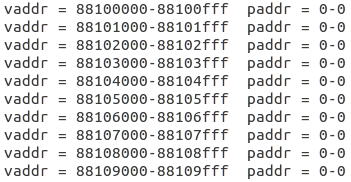 vaddr = 88100000-88100fff  paddr = 0-0
vaddr = 88101000-88101fff  paddr = 0-0
vaddr = 88102000-88102fff  paddr = 0-0
vaddr = 88103000-88103fff  paddr = 0-0
vaddr = 88104000-88104fff  paddr = 0-0
vaddr = 88105000-88105fff  paddr = 0-0
vaddr = 88106000-88106fff  paddr = 0-0
vaddr = 88107000-88107fff  paddr = 0-0
vaddr = 88108000-88108fff  paddr = 0-0
vaddr = 88109000-88109fff  paddr = 0-0